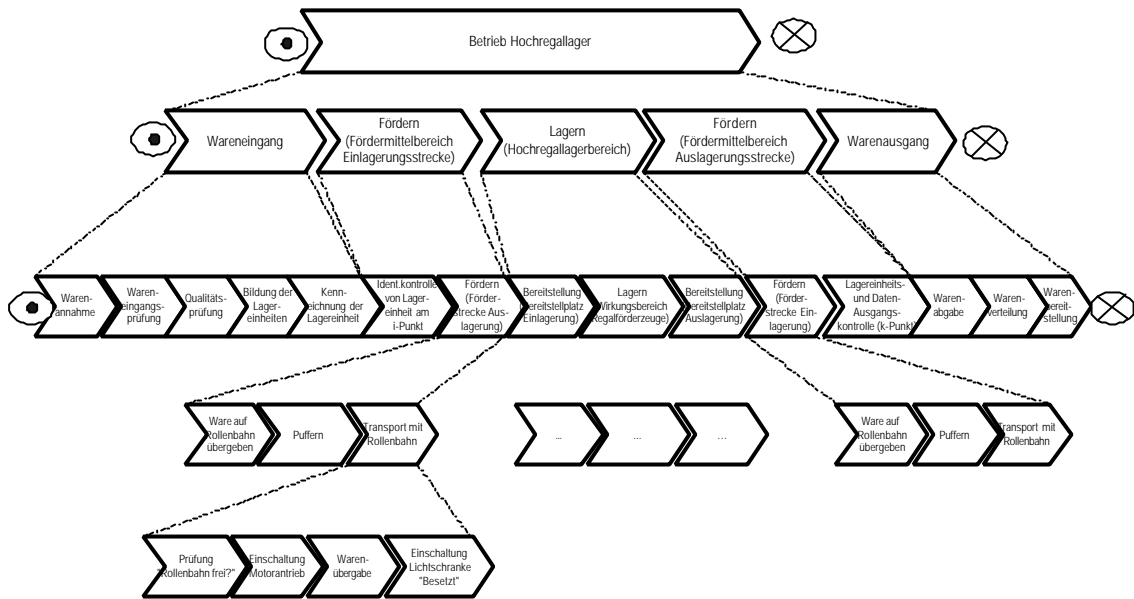 Betrieb Hochregallager
Wareneingang
Fördern
(Fördermittelbereich
Einlagerungsstrecke)
Lagern
(Hochregallagerbereich)
Fördern
(Fördermittelbereich
Auslagerungsstrecke)
Warenausgang
Waren-
annahme
Waren-
eingangs-
prüfung
Qualitäts-
prüfung
Bildung der
Lager-
einheiten
Kenn-
zeichnung der
Lagereinheit
Ident.kontrolle
von Lager-
einheit am
i-Punkt
Fördern
(Förder-
strecke Aus-
lagerung)
Bereitstellung
(Bereitstellplatz
Einlagerung)
Lagern
(Wirkungsbereich
Regalförderzeuge)
Bereitstellung
(Bereitstellplatz
Auslagerung)
Fördern
(Förder-
strecke Ein-
lagerung)
Lagereinheits-
und Daten-
Ausgangs-
kontrolle (k-Punkt)
Waren-
abgabe
Waren-
verteilung
Waren-
bereit-
stellung
Ware auf
Rollenbahn
übergeben
Puffern
Transport mit
Rollenbahn
...
...
...
Ware auf
Rollenbahn
übergeben
Puffern
Transport mit
Rollenbahn
Prüfung
"Rollenbahn frei?"
Einschaltung
Motorantrieb
Waren-
übergabe
Einschaltung
Lichtschranke
"Besetzt"